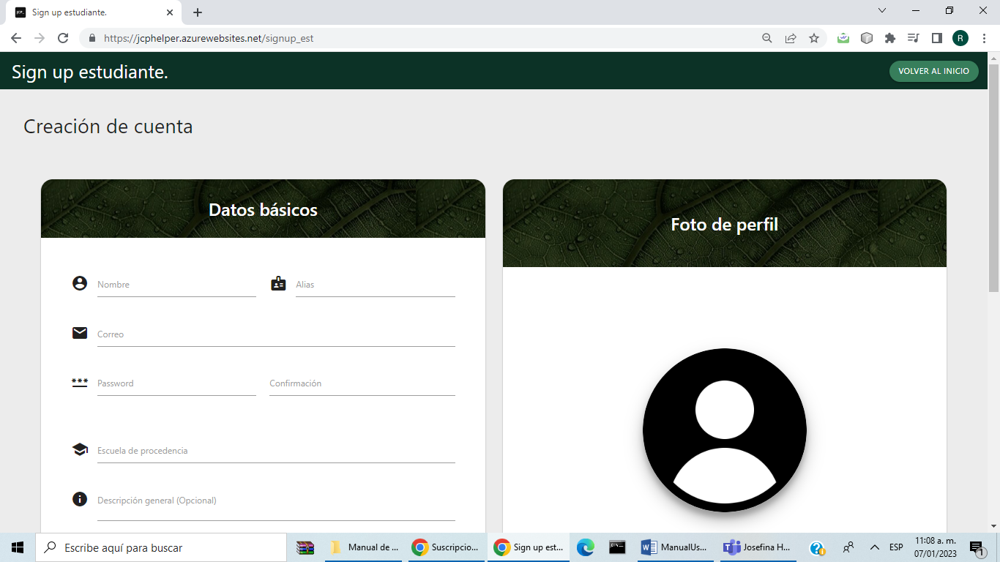 Sign up estudiante.
https://jcphelper.azurewebsites.net/signup_est
R
Sign up estudiante.
VOLVER AL INICIO
Creación de cuenta
Datos básicos
Foto de perfil
Nombre
Alias
Correo
Password
Confirmación
Escuela de procedencia
Descripción general (Opcional)
Escribe aquí para buscar
Manual de ...
Suscripcio...
Sign up est...
ManualUs...
Josefina H...
ESP
11:08 a. m.
07/01/2023
1